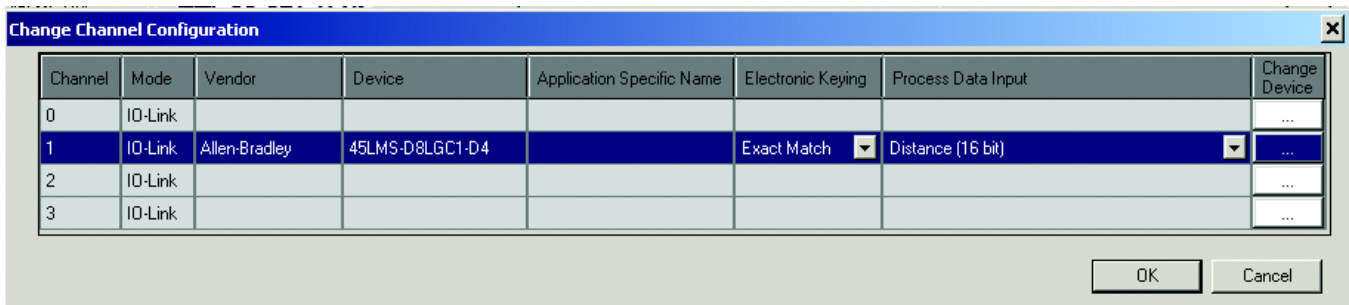 Change Channel Configuration
Channel Mode Vendor Device Application Specific Name Electronic Keying Process Data Input Change Device
0 IO-Link ...
1 IO-Link Allen-Bradley 45LMS-D8LGC1-D4 Exact Match Distance (16 bit) ...
2 IO-Link ...
3 IO-Link ...
OK Cancel